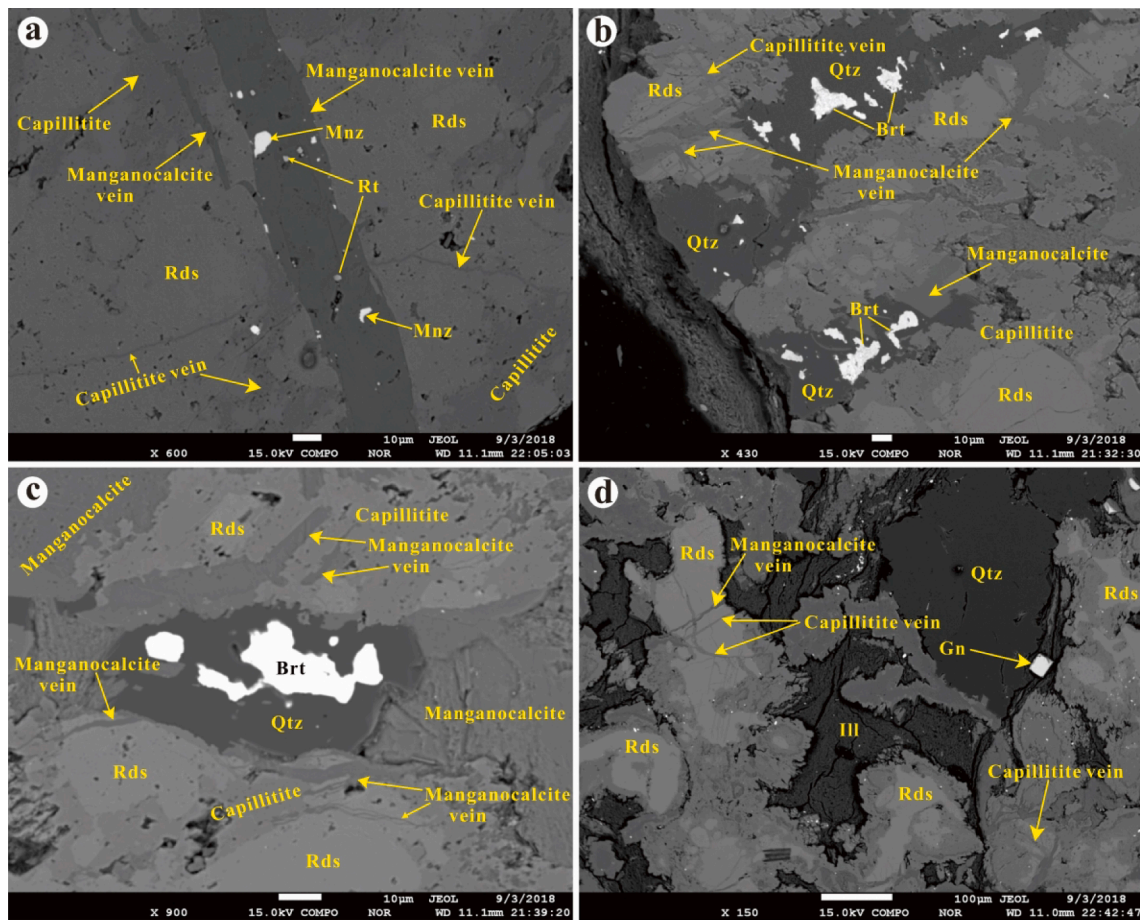 a
Capillitite
Manganocalcite vein
Mnz
Rds
Manganocalcite
vein
Rt
Capillitite vein
Rds
Mnz
Capillitite vein
Capillitite
10μm JEOL 9/3/2018
X 600 15.0kV COMPO NOR WD 11.1mm 22:05:03
b
Capillitite vein
Qtz
Rds
Brt
Rds
Manganocalcite
vein
Qtz
Manganocalcite
Brt
Capillitite
Rds
Qtz
10μm JEOL 9/3/2018
X 430 15.0kV COMPO NOR WD 11.1mm 21:32:30
c
Manganocalcite
Rds
Capillitite
Manganocalcite
vein
Manganocalcite
vein
Brt
Qtz
Manganocalcite
Rds
Capillitite
Manganocalcite
vein
Rds
10μm JEOL 9/3/2018
X 900 15.0kV COMPO NOR WD 11.1mm 21:39:20
d
Rds
Manganocalcite
vein
Qtz
Rds
Capillitite vein
Gn
Ill
Rds
Capillitite vein
Rds
100μm JEOL 9/3/2018
X 150 15.0kV COMPO NOR WD 11.0mm 22:42:47